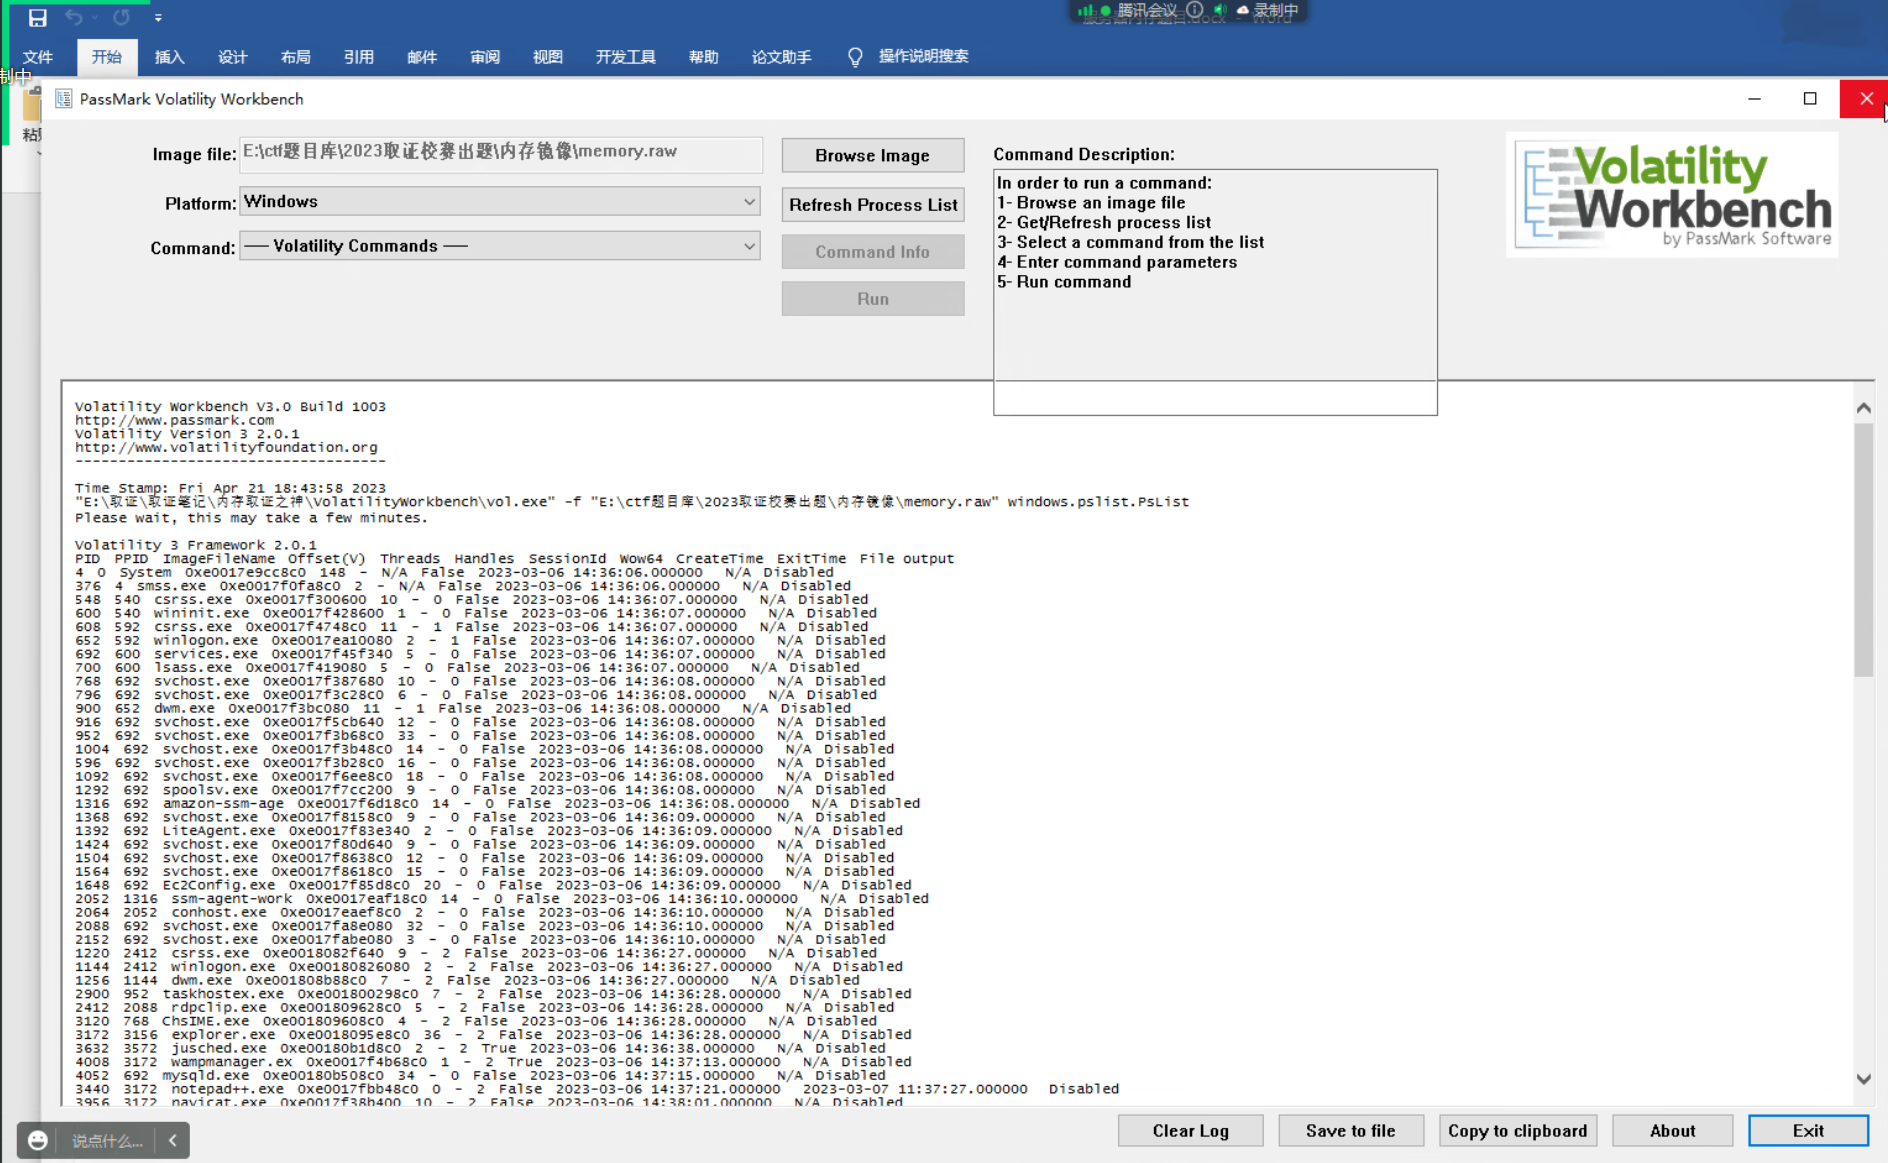 腾讯会议 录制中
文件 开始 插入 设计 布局 引用 邮件 审阅 视图 开发工具 帮助 论文助手 操作说明搜索
制中
PassMark Volatility Workbench
Image file: E:\ctf题目库\2023取证校赛出题\内存镜像\memory.raw
Browse Image
Platform: Windows
Refresh Process List
Command: ── Volatility Commands ──
Command Info
Run
Command Description:
In order to run a command:
1- Browse an image file
2- Get/Refresh process list
3- Select a command from the list
4- Enter command parameters
5- Run command
Volatility
Workbench
by PassMark Software
Volatility Workbench V3.0 Build 1003
http://www.passmark.com
Volatility Version 3 2.0.1
http://www.volatilityfoundation.org
------------------------------------
Time Stamp: Fri Apr 21 18:43:58 2023
"E:\取证\取证笔记\内存取证之神\VolatilityWorkbench\vol.exe" -f "E:\ctf题目库\2023取证校赛出题\内存镜像\memory.raw" windows.pslist.PsList
Please wait, this may take a few minutes.
Volatility 3 Framework 2.0.1
PID PPID ImageFileName Offset(V) Threads Handles SessionId Wow64 CreateTime ExitTime File output
4 0 System 0xe0017e9cc8c0 148 - N/A False 2023-03-06 14:36:06.000000 N/A Disabled
376 4 smss.exe 0xe0017f0fa8c0 2 - N/A False 2023-03-06 14:36:06.000000 N/A Disabled
548 540 csrss.exe 0xe0017f300600 10 - 0 False 2023-03-06 14:36:07.000000 N/A Disabled
600 540 wininit.exe 0xe0017f428600 1 - 0 False 2023-03-06 14:36:07.000000 N/A Disabled
608 592 csrss.exe 0xe0017f4748c0 11 - 1 False 2023-03-06 14:36:07.000000 N/A Disabled
652 592 winlogon.exe 0xe0017ea10080 2 - 1 False 2023-03-06 14:36:07.000000 N/A Disabled
692 600 services.exe 0xe0017f45f340 5 - 0 False 2023-03-06 14:36:07.000000 N/A Disabled
700 600 lsass.exe 0xe0017f419080 5 - 0 False 2023-03-06 14:36:07.000000 N/A Disabled
768 692 svchost.exe 0xe0017f387680 10 - 0 False 2023-03-06 14:36:08.000000 N/A Disabled
796 692 svchost.exe 0xe0017f3c28c0 6 - 0 False 2023-03-06 14:36:08.000000 N/A Disabled
900 652 dwm.exe 0xe0017f3bc080 11 - 1 False 2023-03-06 14:36:08.000000 N/A Disabled
916 692 svchost.exe 0xe0017f5cb640 12 - 0 False 2023-03-06 14:36:08.000000 N/A Disabled
952 692 svchost.exe 0xe0017f3b68c0 33 - 0 False 2023-03-06 14:36:08.000000 N/A Disabled
1004 692 svchost.exe 0xe0017f3b48c0 14 - 0 False 2023-03-06 14:36:08.000000 N/A Disabled
596 692 svchost.exe 0xe0017f3b28c0 16 - 0 False 2023-03-06 14:36:08.000000 N/A Disabled
1092 692 svchost.exe 0xe0017f6ee8c0 18 - 0 False 2023-03-06 14:36:08.000000 N/A Disabled
1292 692 spoolsv.exe 0xe0017f7cc200 9 - 0 False 2023-03-06 14:36:08.000000 N/A Disabled
1316 692 amazon-ssm-age 0xe0017f6d18c0 14 - 0 False 2023-03-06 14:36:08.000000 N/A Disabled
1368 692 svchost.exe 0xe0017f8158c0 9 - 0 False 2023-03-06 14:36:09.000000 N/A Disabled
1392 692 LiteAgent.exe 0xe0017f83e340 2 - 0 False 2023-03-06 14:36:09.000000 N/A Disabled
1424 692 svchost.exe 0xe0017f80d640 9 - 0 False 2023-03-06 14:36:09.000000 N/A Disabled
1504 692 svchost.exe 0xe0017f8638c0 12 - 0 False 2023-03-06 14:36:09.000000 N/A Disabled
1564 692 svchost.exe 0xe0017f8618c0 15 - 0 False 2023-03-06 14:36:09.000000 N/A Disabled
1648 692 Ec2Config.exe 0xe0017f85d8c0 20 - 0 False 2023-03-06 14:36:09.000000 N/A Disabled
2052 1316 ssm-agent-work 0xe0017eaf18c0 14 - 0 False 2023-03-06 14:36:10.000000 N/A Disabled
2064 2052 conhost.exe 0xe0017eaef8c0 2 - 0 False 2023-03-06 14:36:10.000000 N/A Disabled
2088 692 svchost.exe 0xe0017fa8e080 32 - 0 False 2023-03-06 14:36:10.000000 N/A Disabled
2152 692 svchost.exe 0xe0017fabe080 3 - 0 False 2023-03-06 14:36:10.000000 N/A Disabled
1220 2412 csrss.exe 0xe0018082f640 9 - 2 False 2023-03-06 14:36:27.000000 N/A Disabled
1144 2412 winlogon.exe 0xe00180826080 2 - 2 False 2023-03-06 14:36:27.000000 N/A Disabled
1256 1144 dwm.exe 0xe001808b88c0 7 - 2 False 2023-03-06 14:36:27.000000 N/A Disabled
2900 952 taskhostex.exe 0xe001800298c0 7 - 2 False 2023-03-06 14:36:28.000000 N/A Disabled
2412 2088 rdpclip.exe 0xe001809628c0 5 - 2 False 2023-03-06 14:36:28.000000 N/A Disabled
3120 768 ChsIME.exe 0xe001809608c0 4 - 2 False 2023-03-06 14:36:28.000000 N/A Disabled
3172 3156 explorer.exe 0xe0018095e8c0 36 - 2 False 2023-03-06 14:36:28.000000 N/A Disabled
3632 3572 jusched.exe 0xe00180b1d8c0 2 - 2 True 2023-03-06 14:36:38.000000 N/A Disabled
4008 3172 wampmanager.ex 0xe0017f4b68c0 1 - 2 True 2023-03-06 14:37:13.000000 N/A Disabled
4052 692 mysqld.exe 0xe00180b508c0 34 - 0 False 2023-03-06 14:37:15.000000 N/A Disabled
3440 3172 notepad++.exe 0xe0017fbb48c0 0 - 2 False 2023-03-06 14:37:21.000000 2023-03-07 11:37:27.000000 Disabled
3956 3172 navicat.exe 0xe0017f38b400 10 - 2 False 2023-03-06 14:38:01.000000 N/A Disabled
说点什么...
Clear Log
Save to file
Copy to clipboard
About
Exit